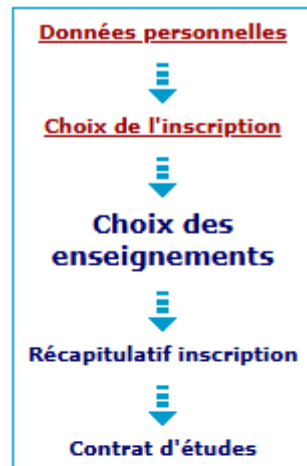 Données personnelles
Choix de l'inscription
Choix des
enseignements
Récapitulatif inscription
Contrat d'études